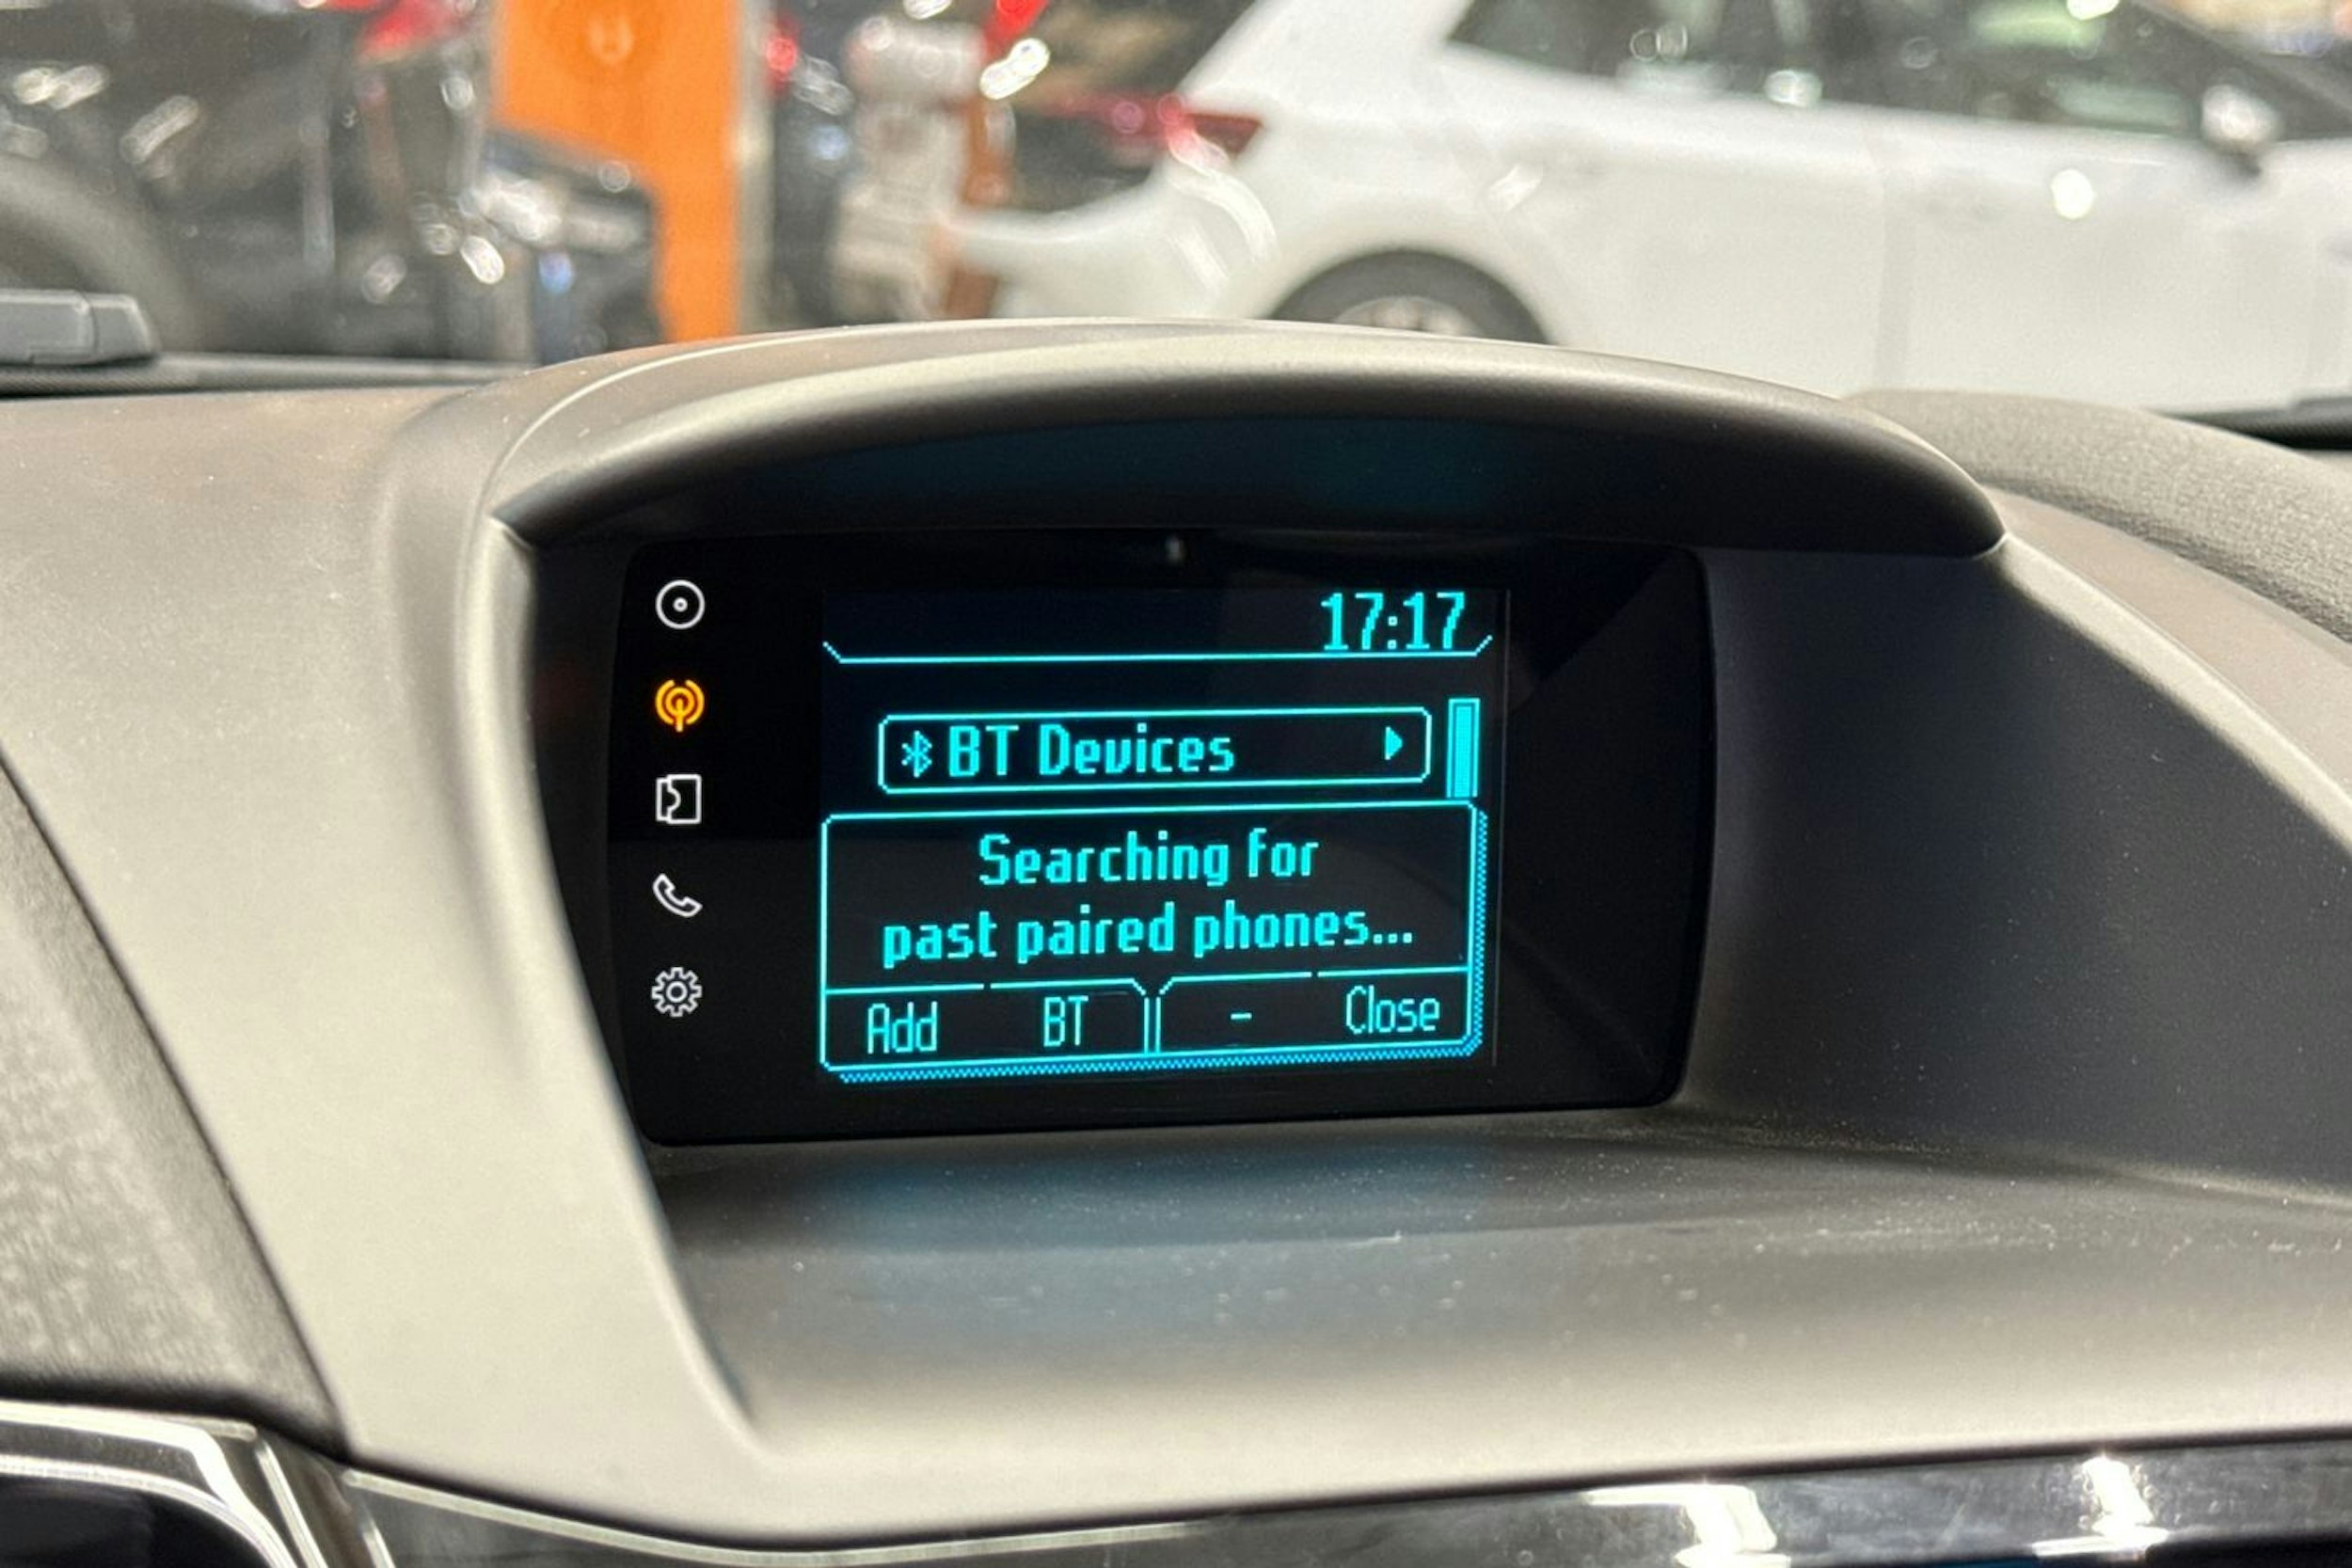 17:17
BT Devices
Searching for
past paired phones...
Add BT - Close